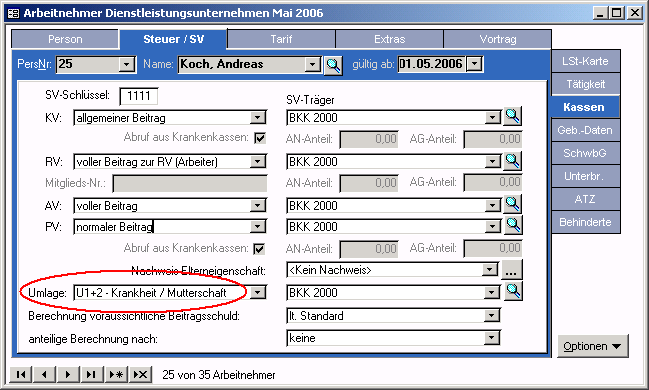 Arbeitnehmer Dienstleistungsunternehmen Mai 2006
Person Steuer / SV Tarif Extras Vortrag
PersNr: 25 Name: Koch, Andreas gültig ab: 01.05.2006
LSt-Karte
Tätigkeit
Kassen
Geb.-Daten
SchwbG
Unterbr.
ATZ
Behinderte
SV-Schlüssel: 1111 SV-Träger
KV: allgemeiner Beitrag BKK 2000
Abruf aus Krankenkassen: AN-Anteil: 0,00 AG-Anteil: 0,00
RV: voller Beitrag zur RV (Arbeiter) BKK 2000
Mitglieds-Nr.: AN-Anteil: 0,00 AG-Anteil: 0,00
AV: voller Beitrag BKK 2000
PV: normaler Beitrag BKK 2000
Abruf aus Krankenkassen: AN-Anteil: 0,00 AG-Anteil: 0,00
Nachweis Elterneigenschaft: <Kein Nachweis> ...
Umlage: U1+2 - Krankheit / Mutterschaft BKK 2000
Berechnung voraussichtliche Beitragsschuld: lt. Standard
anteilige Berechnung nach: keine
Optionen
25 von 35 Arbeitnehmer